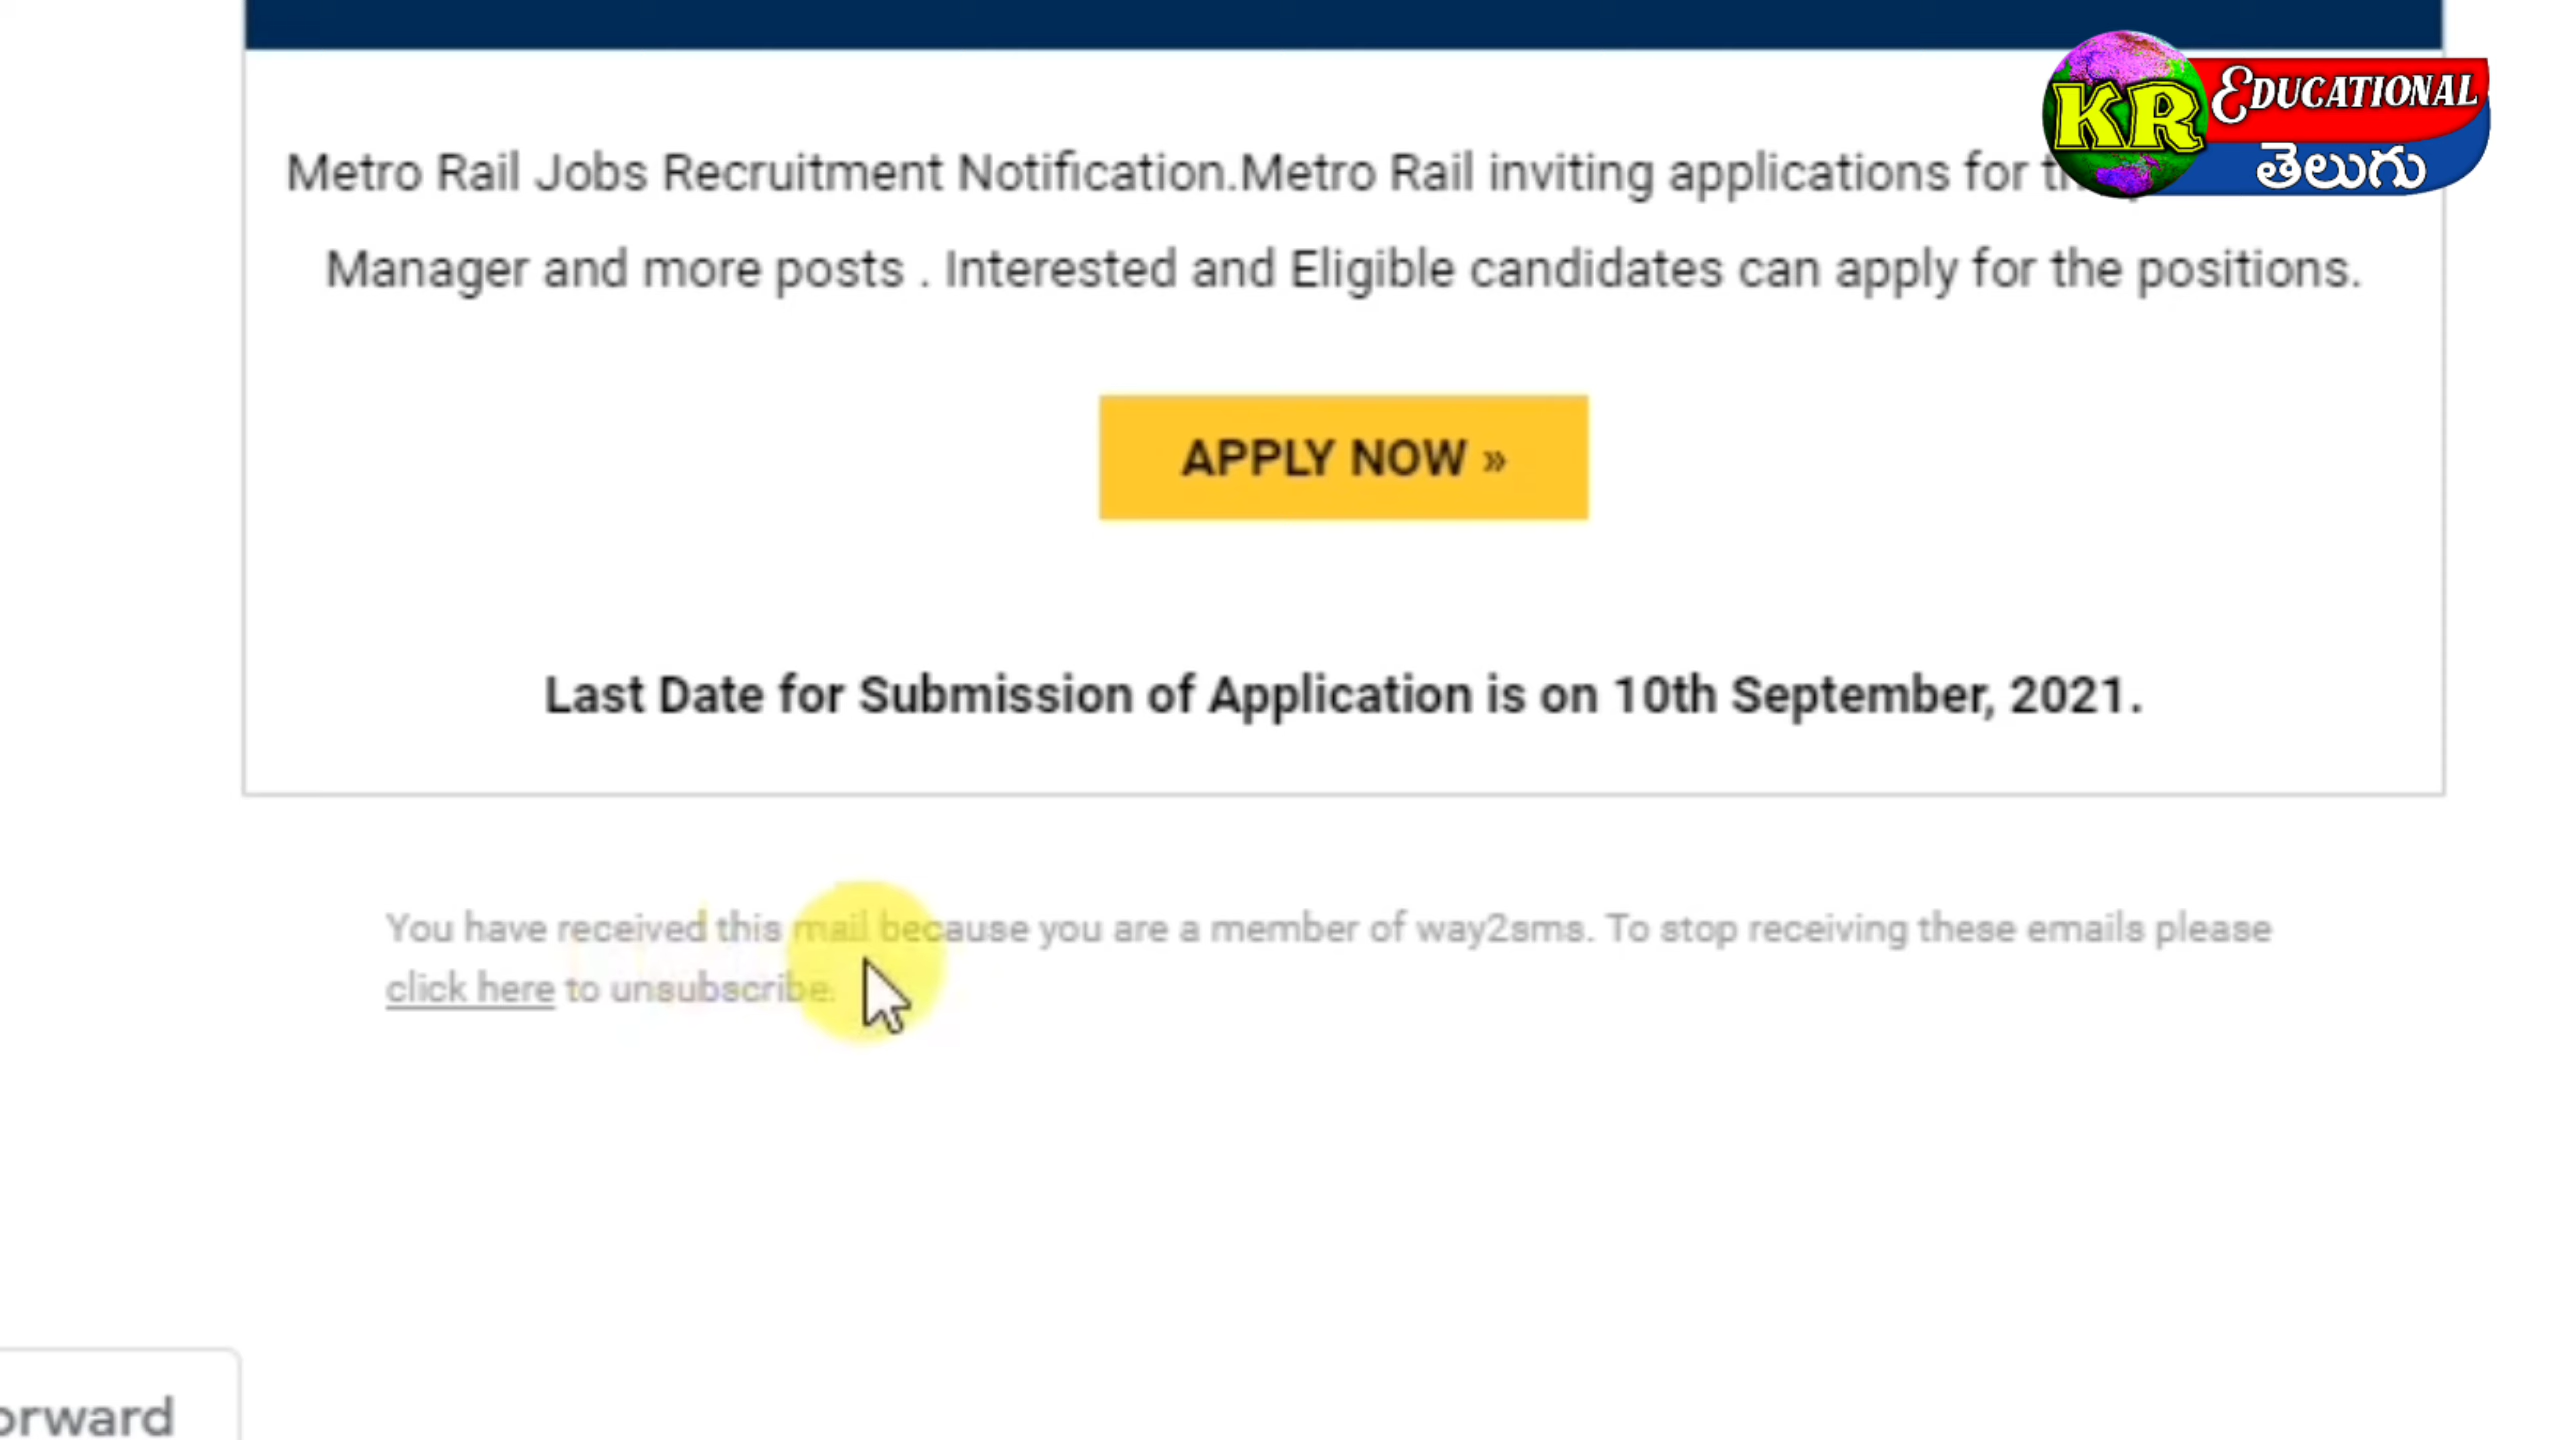 KR EDUCATIONAL
తెలుగు
Metro Rail Jobs Recruitment Notification.Metro Rail inviting applications for
Manager and more posts . Interested and Eligible candidates can apply for the positions.
APPLY NOW »
Last Date for Submission of Application is on 10th September, 2021.
You have received this mail because you are a member of way2sms. To stop receiving these emails please
click here to unsubscribe.
orward